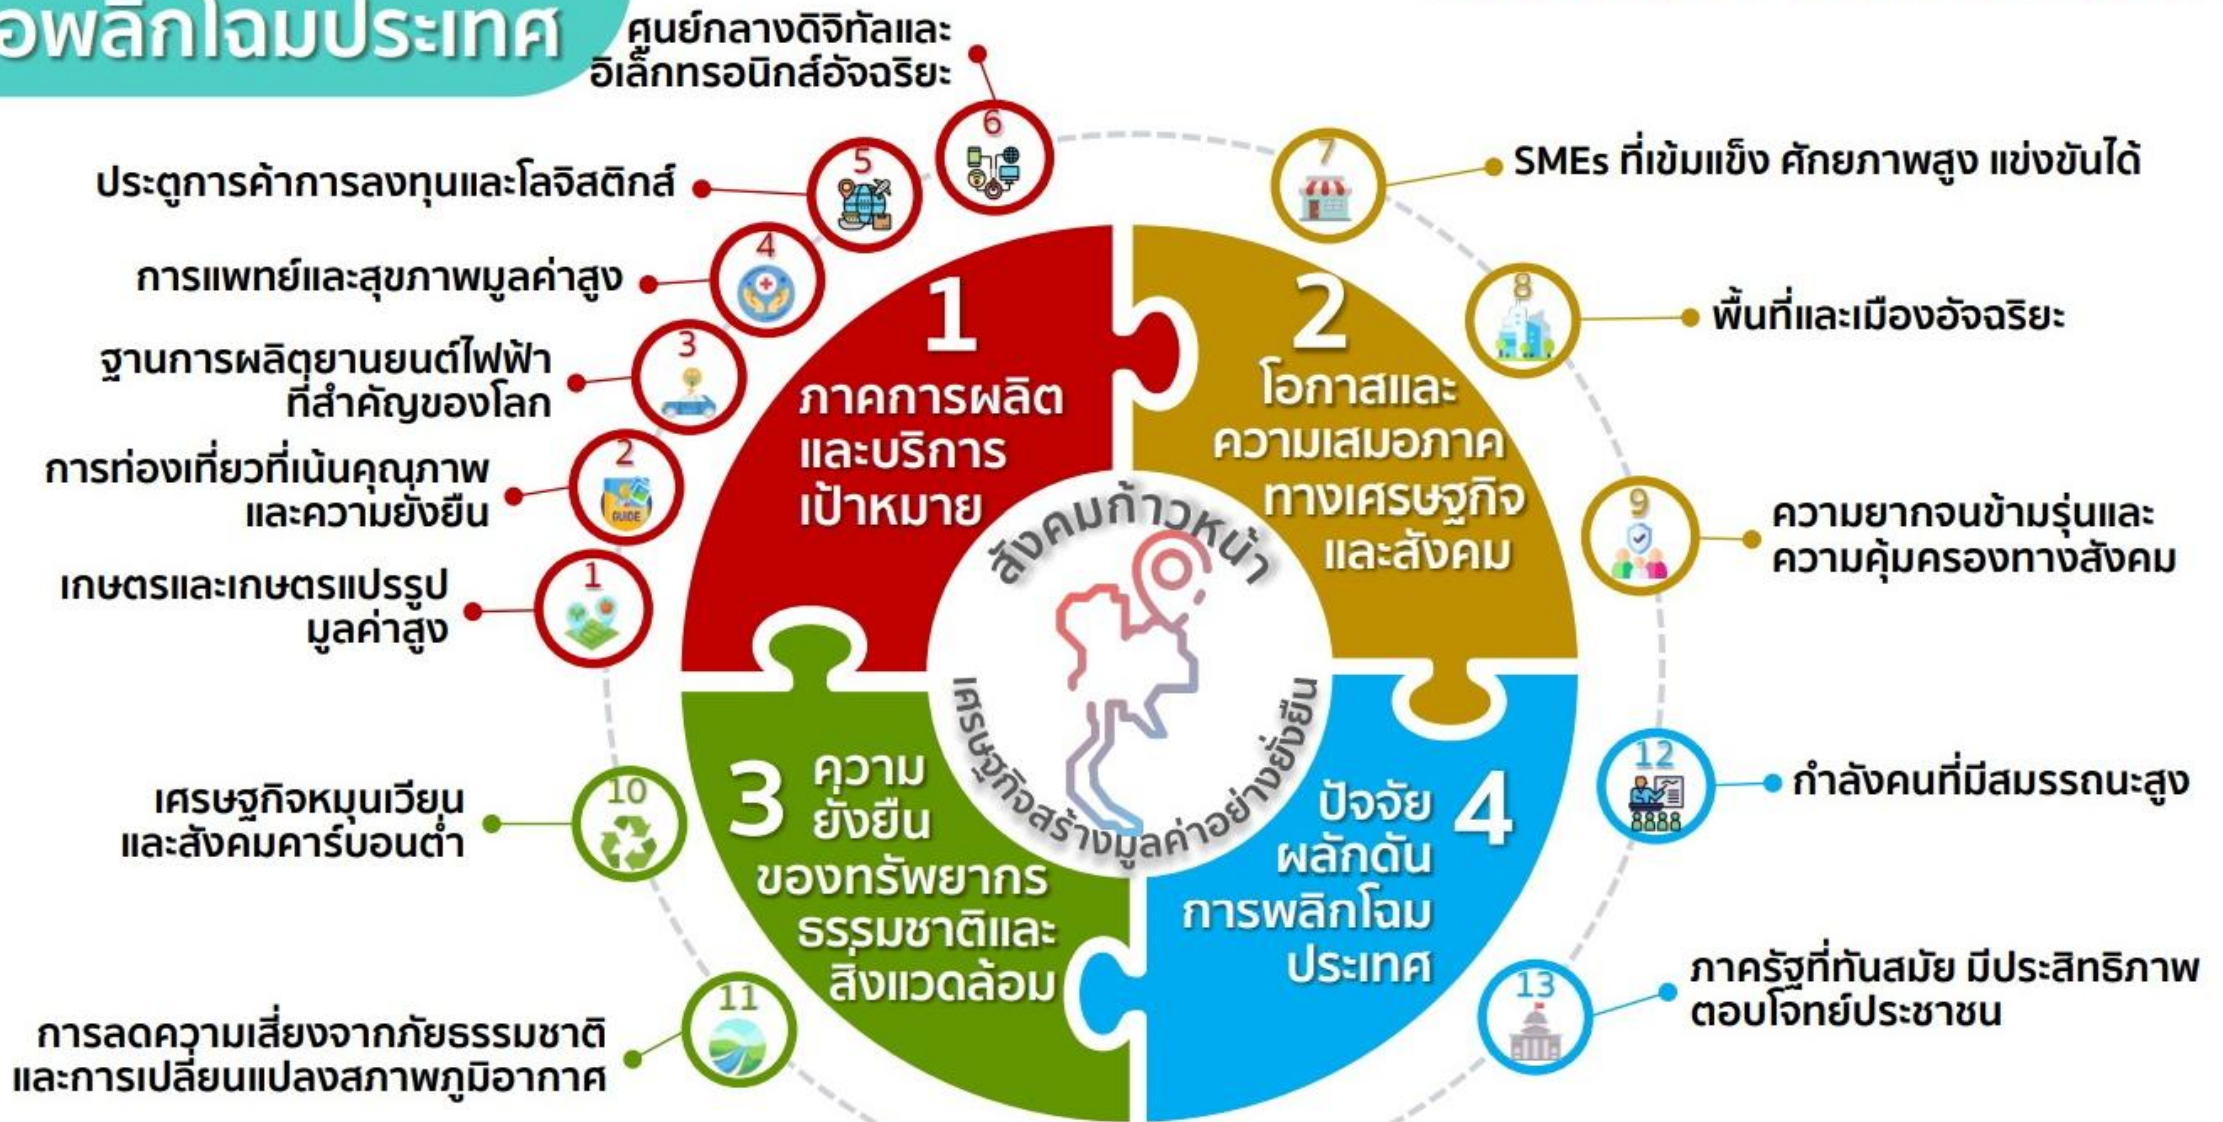 พลิกโฉมประเทศ
ศูนย์กลางดิจิทัลและ
อิเล็กทรอนิกส์อัจฉริยะ
6
5
ประตูการค้าการลงทุนและโลจิสติกส์
4
การแพทย์และสุขภาพมูลค่าสูง
3
ฐานการผลิตยานยนต์ไฟฟ้า
ที่สำคัญของโลก
2
GUIDE
การท่องเที่ยวที่เน้นคุณภาพ
และความยั่งยืน
1
เกษตรและเกษตรแปรรูป
มูลค่าสูง
7
SMEs ที่เข้มแข็ง ศักยภาพสูง แข่งขันได้
8
พื้นที่และเมืองอัจฉริยะ
9
ความยากจนข้ามรุ่นและ
ความคุ้มครองทางสังคม
1
ภาคการผลิต
และบริการ
เป้าหมาย
2
โอกาสและ
ความเสมอภาค
ทางเศรษฐกิจ
และสังคม
สังคมก้าวหน้า
เศรษฐกิจสร้างมูลค่าอย่างยั่งยืน
3
ความ
ยั่งยืน
ของทรัพยากร
ธรรมชาติและ
สิ่งแวดล้อม
4
ปัจจัย
ผลักดัน
การพลิกโฉม
ประเทศ
10
เศรษฐกิจหมุนเวียน
และสังคมคาร์บอนต่ำ
11
การลดความเสี่ยงจากภัยธรรมชาติ
และการเปลี่ยนแปลงสภาพภูมิอากาศ
12
กำลังคนที่มีสมรรถนะสูง
13
ภาครัฐที่ทันสมัย มีประสิทธิภาพ
ตอบโจทย์ประชาชน